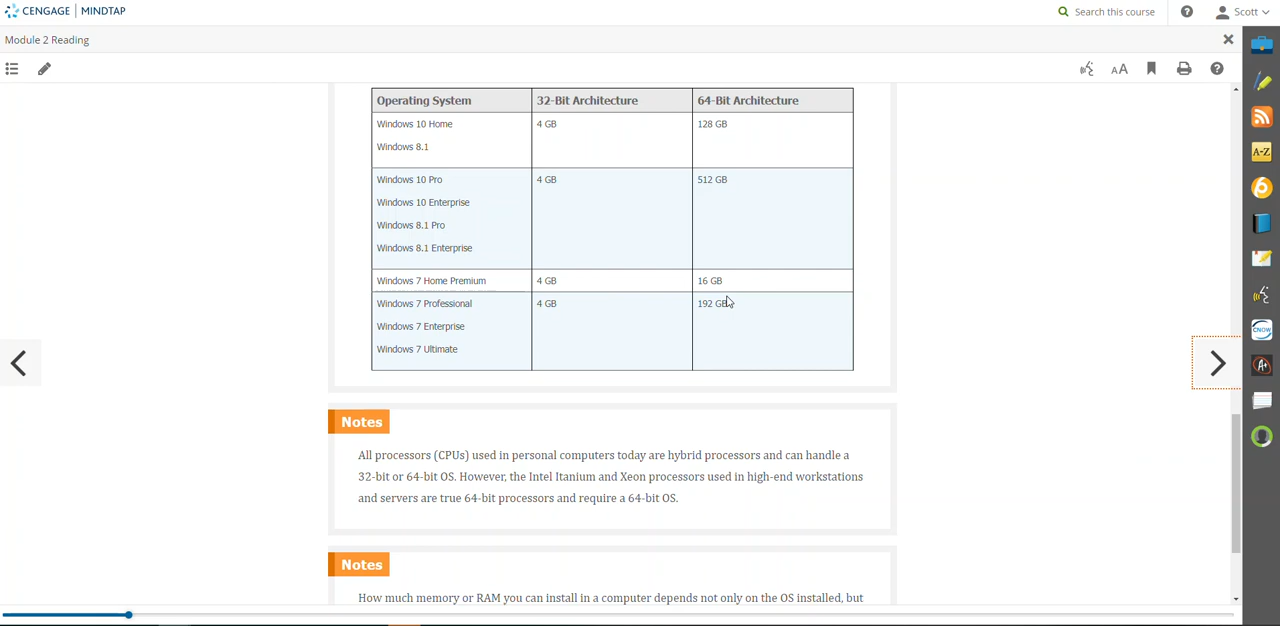 CENGAGE | MINDTAP
Search this course
Scott
Module 2 Reading
AA
Operating System 32-Bit Architecture 64-Bit Architecture
Windows 10 Home 4 GB 128 GB
Windows 8.1
Windows 10 Pro 4 GB 512 GB
Windows 10 Enterprise
Windows 8.1 Pro
Windows 8.1 Enterprise
Windows 7 Home Premium 4 GB 16 GB
Windows 7 Professional 4 GB 192 GB
Windows 7 Enterprise
Windows 7 Ultimate
Notes
All processors (CPUs) used in personal computers today are hybrid processors and can handle a
32-bit or 64-bit OS. However, the Intel Itanium and Xeon processors used in high-end workstations
and servers are true 64-bit processors and require a 64-bit OS.
Notes
How much memory or RAM you can install in a computer depends not only on the OS installed, but
A-Z
CNOW
A+